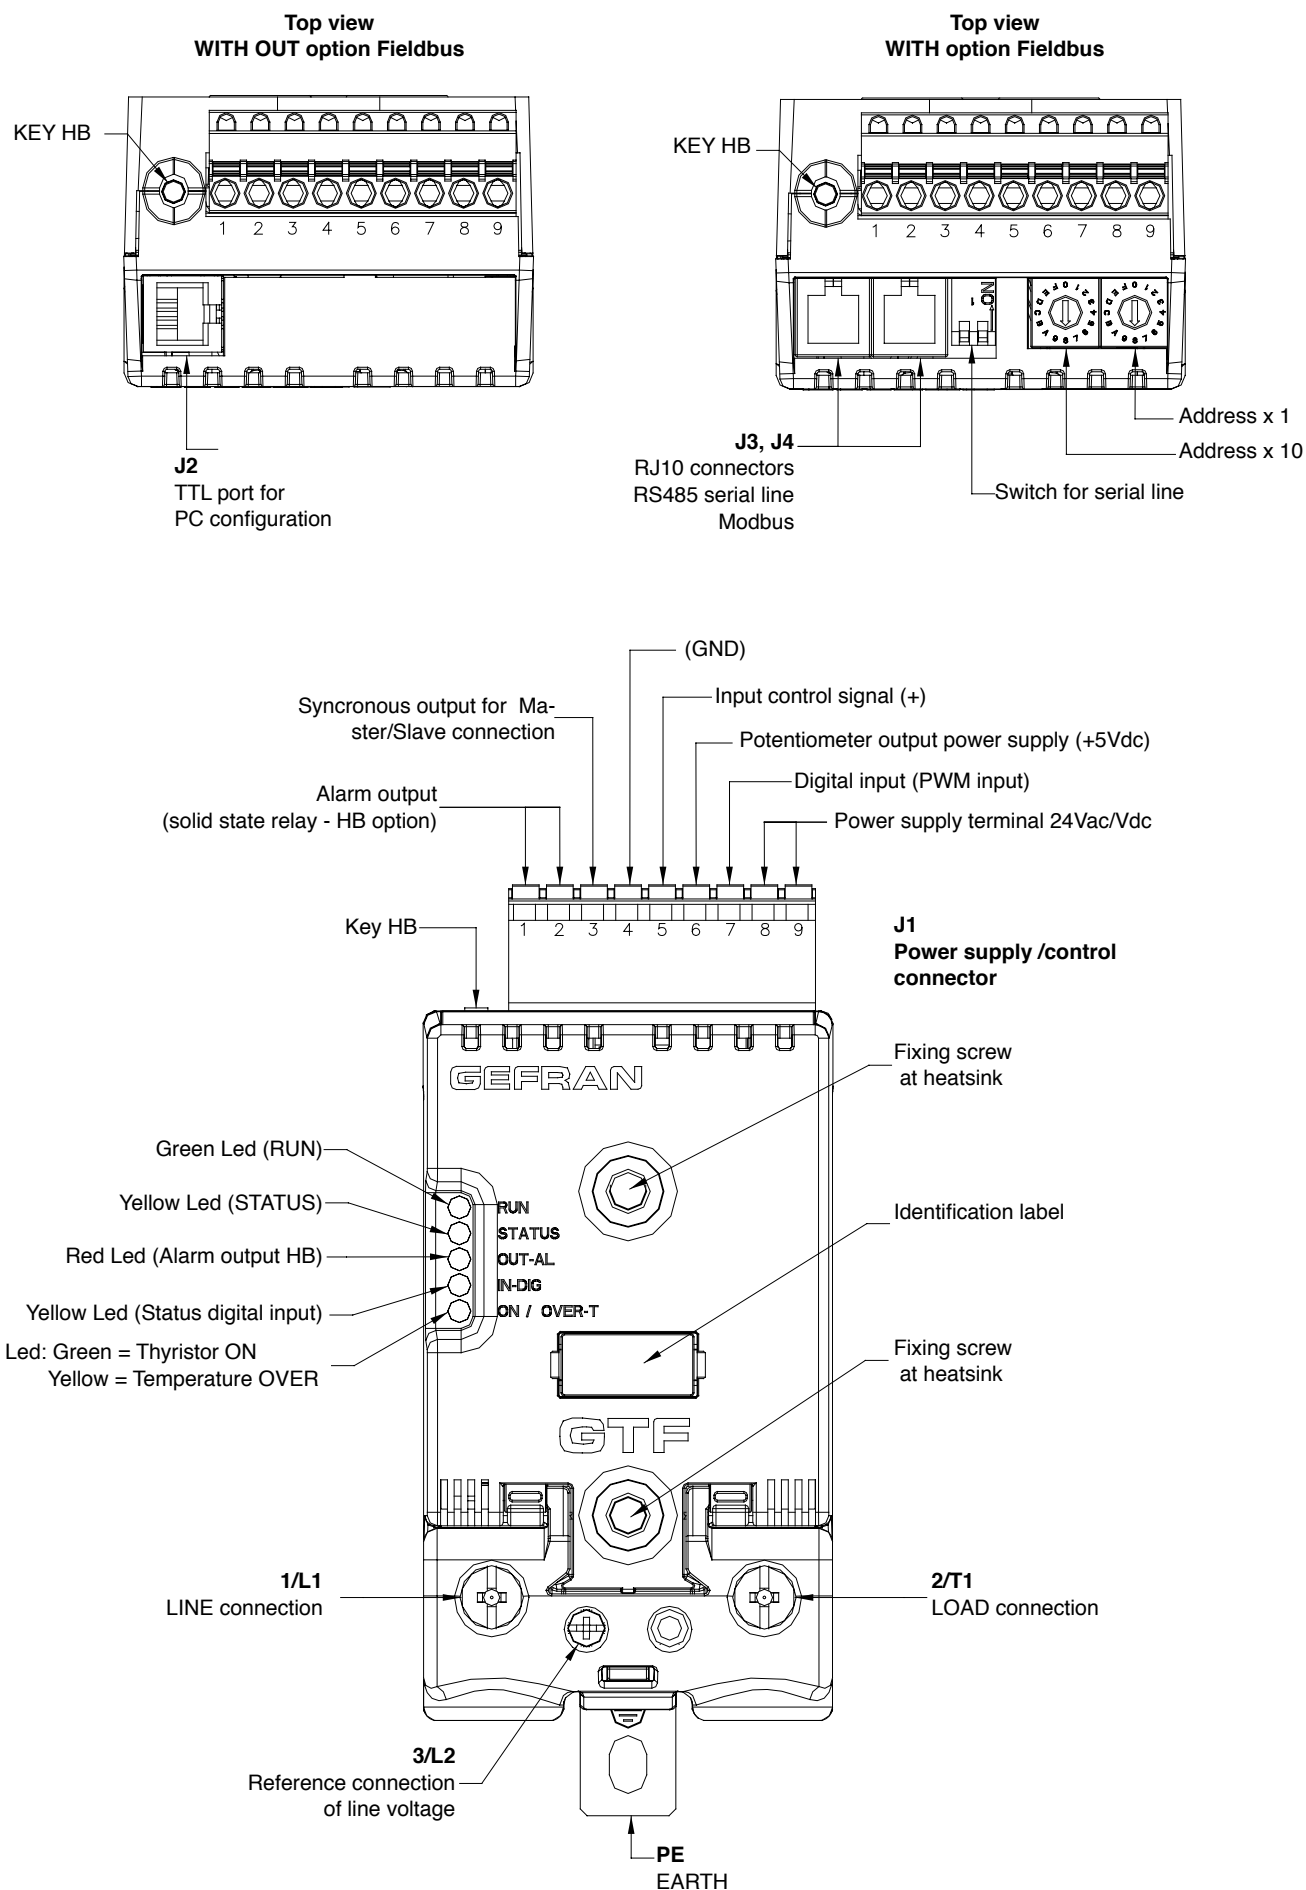 Top view
WITH OUT option Fieldbus
Top view
WITH option Fieldbus
KEY HB
1 2 3 4 5 6 7 8 9
KEY HB
1 2 3 4 5 6 7 8 9
ON
1
J2
TTL port for
PC configuration
J3, J4
RJ10 connectors
RS485 serial line
Modbus
Address x 1
Address x 10
Switch for serial line
(GND)
Syncronous output for Ma-
ster/Slave connection
Input control signal (+)
Potentiometer output power supply (+5Vdc)
Digital input (PWM input)
Alarm output
(solid state relay - HB option)
Power supply terminal 24Vac/Vdc
Key HB
1 2 3 4 5 6 7 8 9
J1
Power supply /control
connector
GEFRAN
Fixing screw
at heatsink
Green Led (RUN)
RUN
Yellow Led (STATUS)
STATUS
Red Led (Alarm output HB)
OUT-AL
Yellow Led (Status digital input)
IN-DIG
Led: Green = Thyristor ON
Yellow = Temperature OVER
ON / OVER-T
Identification label
Fixing screw
at heatsink
GTF
1/L1
LINE connection
2/T1
LOAD connection
3/L2
Reference connection
of line voltage
PE
EARTH